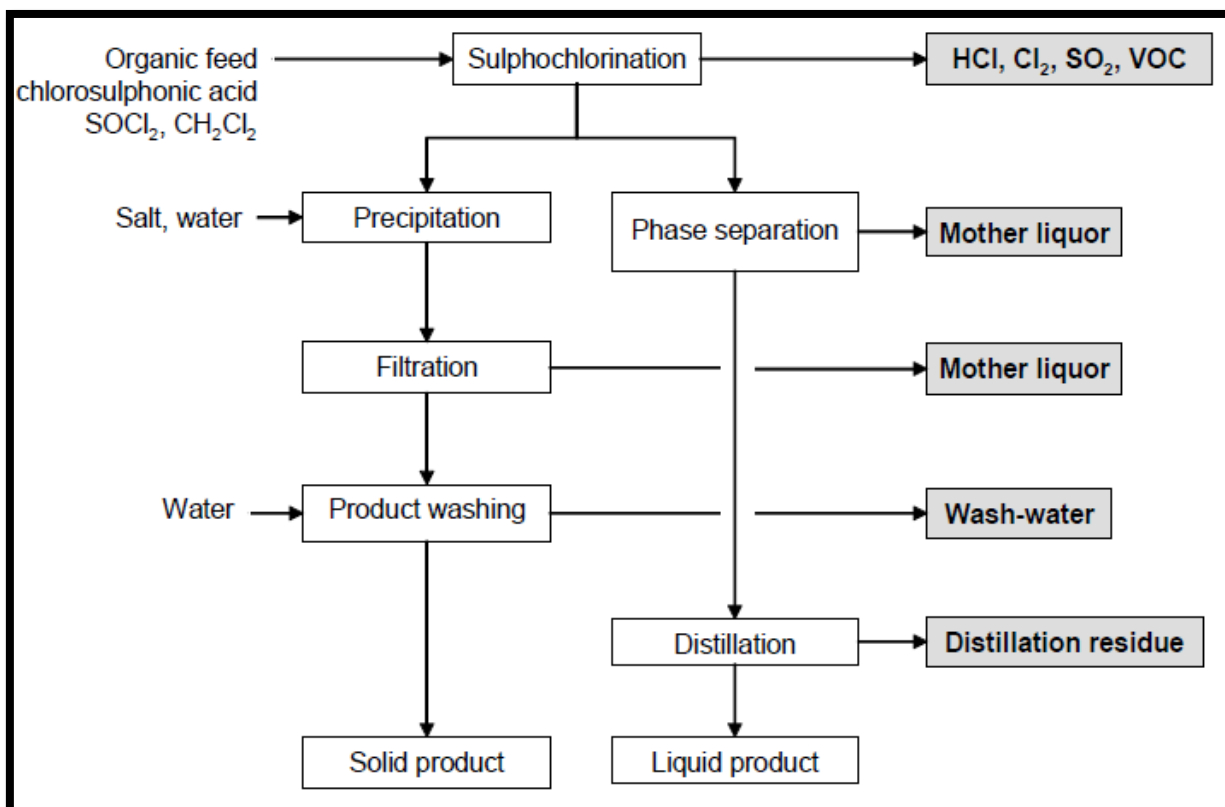 Organic feed
chlorosulphonic acid
SOCl₂, CH₂Cl₂
Sulphochlorination
HCl, Cl₂, SO₂, VOC
Salt, water
Precipitation
Phase separation
Mother liquor
Filtration
Mother liquor
Water
Product washing
Wash-water
Distillation
Distillation residue
Solid product
Liquid product